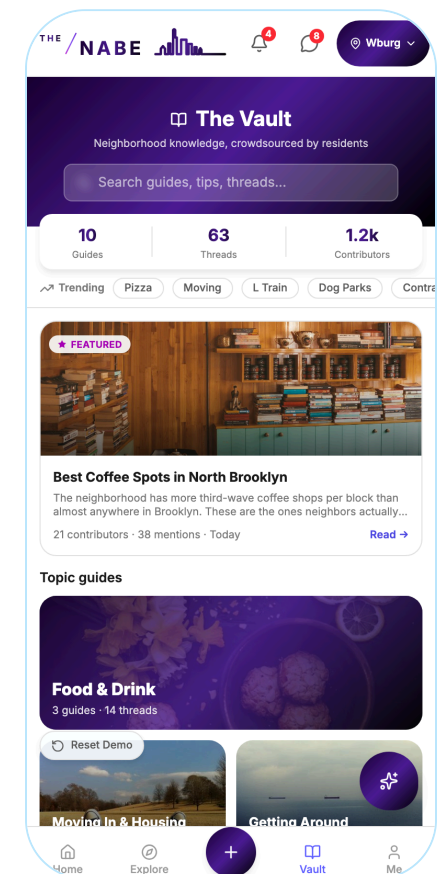 THE
NABE
4
8
Wburg
The Vault
Neighborhood knowledge, crowdsourced by residents
Search guides, tips, threads...
10
Guides
63
Threads
1.2k
Contributors
Trending
Pizza
Moving
L Train
Dog Parks
Contra
FEATURED
Best Coffee Spots in North Brooklyn
The neighborhood has more third-wave coffee shops per block than
almost anywhere in Brooklyn. These are the ones neighbors actually...
21 contributors · 38 mentions · Today
Read →
Topic guides
Food & Drink
3 guides · 14 threads
Reset Demo
Moving In & Housing
Getting Around
Home
Explore
+
Vault
Me